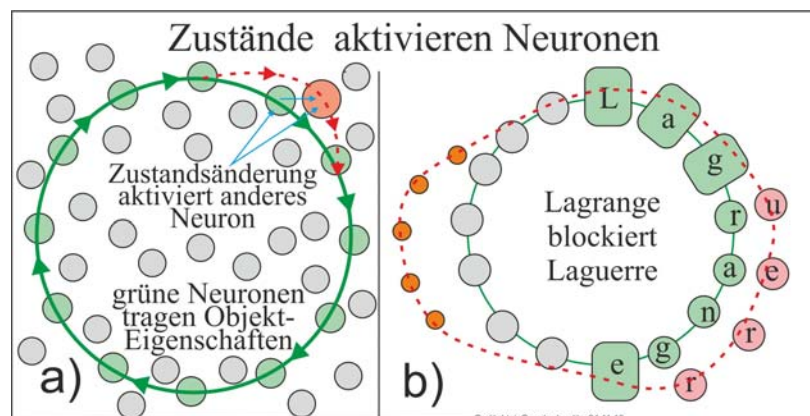 Zustände aktivieren Neuronen
Zustandsänderung
aktiviert anderes
Neuron
grüne Neuronen
tragen Objekt-
Eigenschaften
a)
L
a
g
r
a
n
g
e
u
e
r
r
Lagrange
blockiert
Laguerre
b)